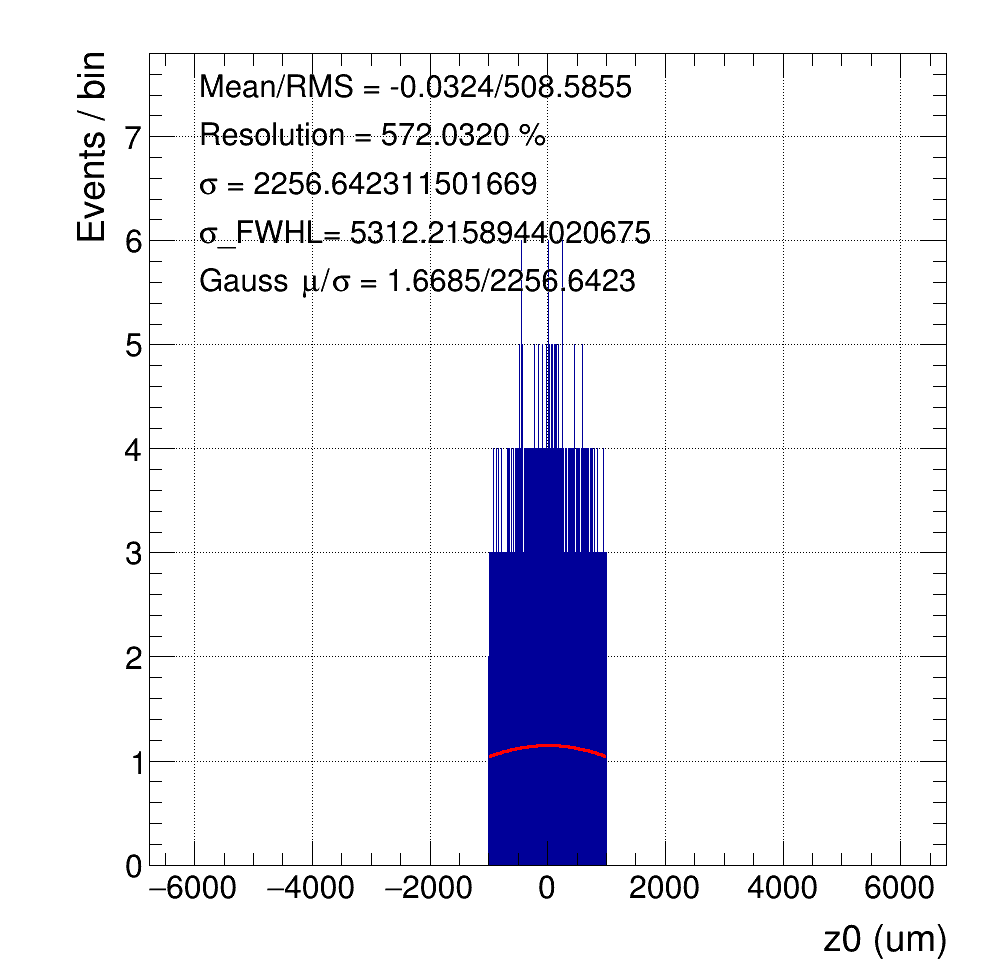 Events / bin
Mean/RMS = -0.0324/508.5855
Resolution = 572.0320 %
σ = 2256.642311501669
σ_FWHL= 5312.2158944020675
Gauss μ/σ = 1.6685/2256.6423
7
6
5
4
3
2
1
0
−6000 −4000 −2000 0 2000 4000 6000
z0 (um)